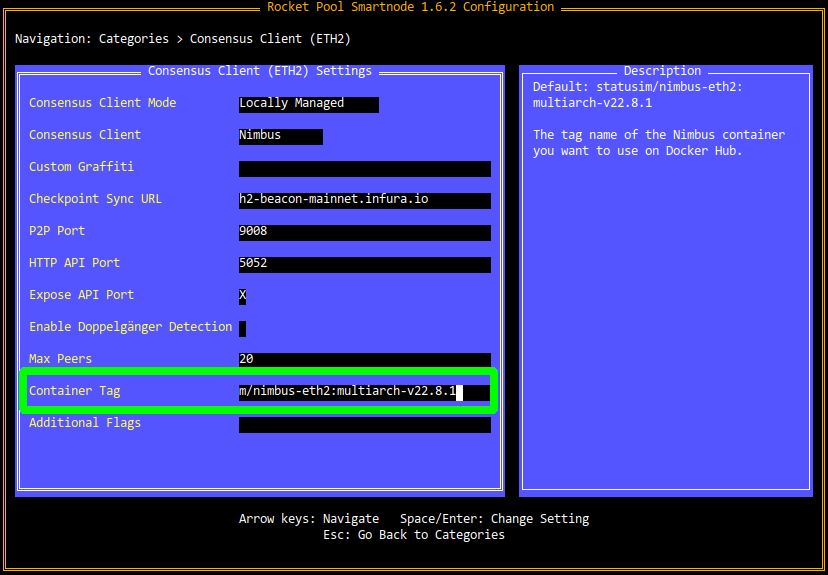 Rocket Pool Smartnode 1.6.2 Configuration
Navigation: Categories > Consensus Client (ETH2)
Consensus Client (ETH2) Settings
Consensus Client Mode Locally Managed
Consensus Client Nimbus
Custom Graffiti
Checkpoint Sync URL h2-beacon-mainnet.infura.io
P2P Port 9008
HTTP API Port 5052
Expose API Port X
Enable Doppelgänger Detection
Max Peers 20
Container Tag m/nimbus-eth2:multiarch-v22.8.1
Additional Flags
Description
Default: statusim/nimbus-eth2:
multiarch-v22.8.1
The tag name of the Nimbus container
you want to use on Docker Hub.
Arrow keys: Navigate Space/Enter: Change Setting
Esc: Go Back to Categories